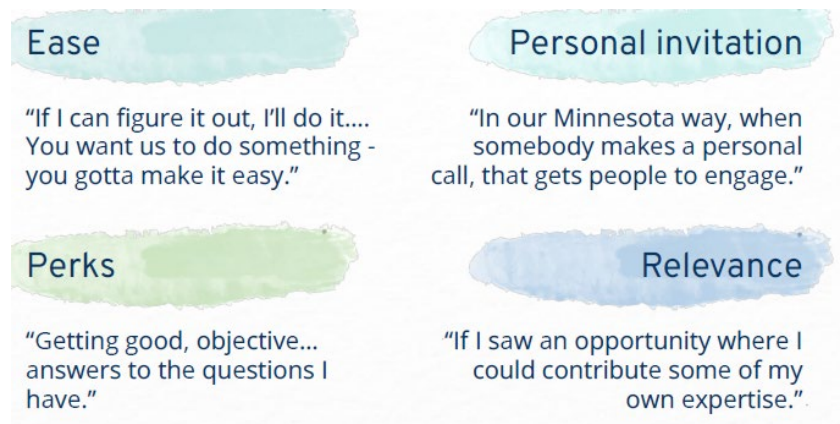 Ease
“If I can figure it out, I’ll do it....
You want us to do something -
you gotta make it easy.”
Personal invitation
“In our Minnesota way, when
somebody makes a personal
call, that gets people to engage.”
Perks
“Getting good, objective...
answers to the questions I
have.”
Relevance
“If I saw an opportunity where I
could contribute some of my
own expertise.”